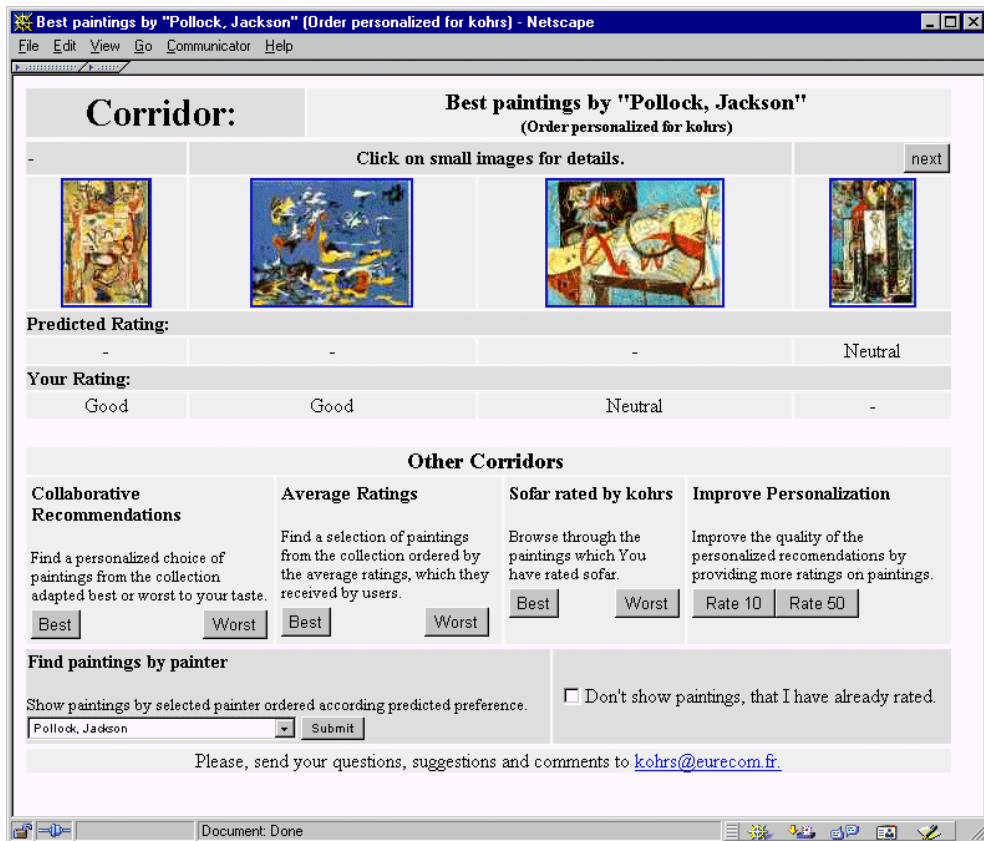 Best paintings by "Pollock, Jackson" (Order personalized for kohrs) - Netscape
File Edit View Go Communicator Help
Corridor:
Best paintings by "Pollock, Jackson"
(Order personalized for kohrs)
-
Click on small images for details.
next
Predicted Rating:
- - - Neutral
Your Rating:
Good Good Neutral -
Other Corridors
Collaborative
Recommendations
Find a personalized choice of
paintings from the collection
adapted best or worst to your taste.
Best Worst
Average Ratings
Find a selection of paintings
from the collection ordered by
the average ratings, which they
received by users.
Best Worst
Sofar rated by kohrs
Browse through the
paintings which You
have rated sofar.
Best Worst
Improve Personalization
Improve the quality of the
personalized recomendations by
providing more ratings on paintings.
Rate 10 Rate 50
Find paintings by painter
Show paintings by selected painter ordered according predicted preference.
Pollock, Jackson Submit
Don't show paintings, that I have already rated.
Please, send your questions, suggestions and comments to kohrs@eurecom.fr.
Document: Done